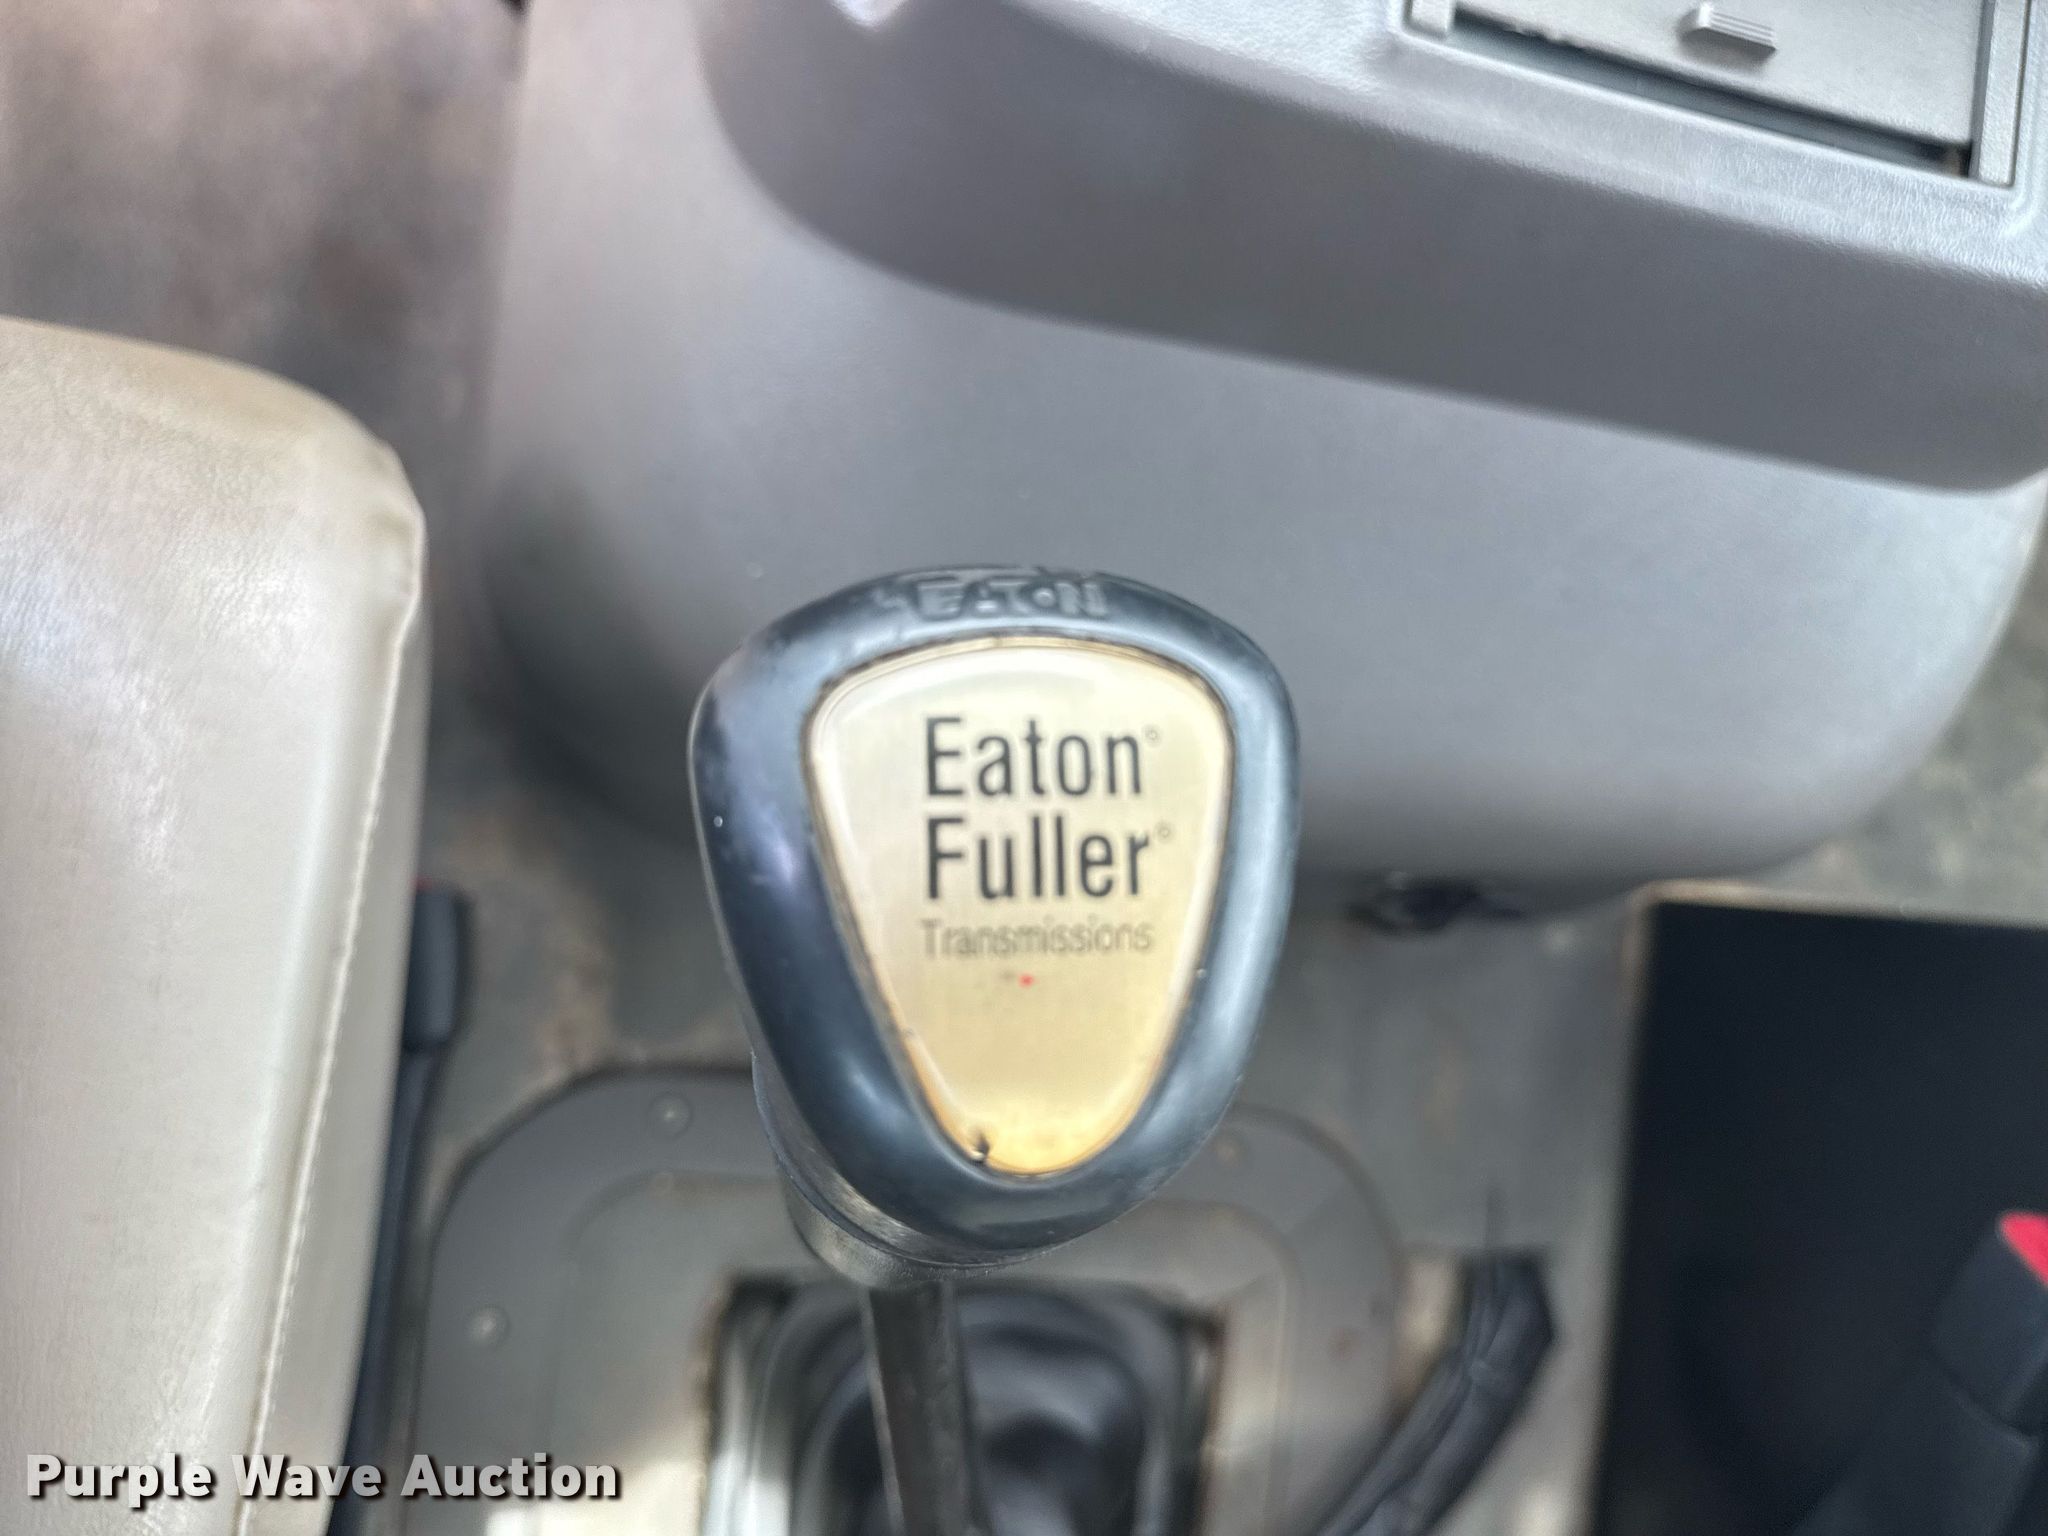 EATON
Eaton®
Fuller®
Transmissions
Purple Wave Auction